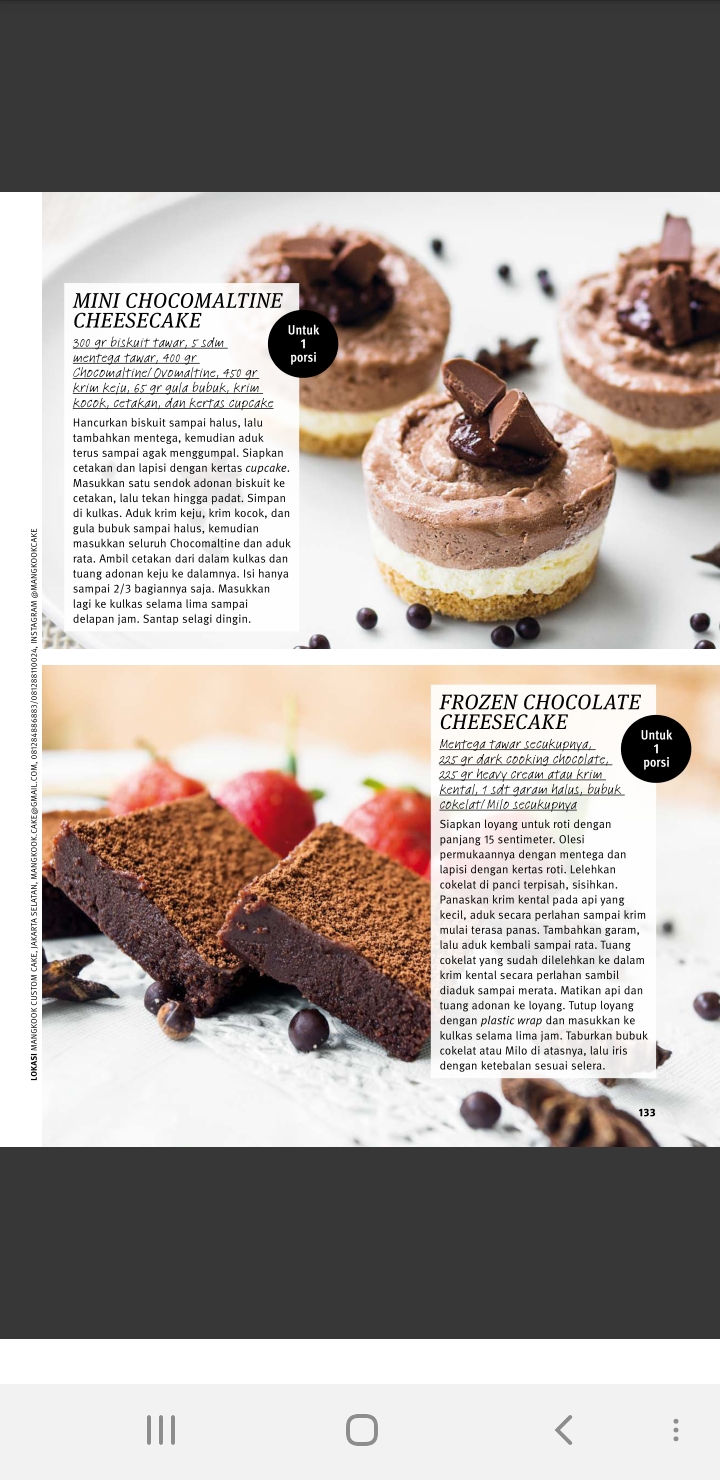 MINI CHOCOMALTINE
CHEESECAKE
Untuk
1
porsi
300 gr biskuit tawar, 5 sdm
mentega tawar, 400 gr
Chocomaltine/Ovomaltine, 450 gr
krim keju, 65 gr gula bubuk, krim
kocok, cetakan, dan kertas cupcake
Hancurkan biskuit sampai halus, lalu
tambahkan mentega, kemudian aduk
terus sampai agak menggumpal. Siapkan
cetakan dan lapisi dengan kertas cupcake.
Masukkan satu sendok adonan biskuit ke
cetakan, lalu tekan hingga padat. Simpan
di kulkas. Aduk krim keju, krim kocok, dan
gula bubuk sampai halus, kemudian
masukkan seluruh Chocomaltine dan aduk
rata. Ambil cetakan dari dalam kulkas dan
tuang adonan keju ke dalamnya. Isi hanya
sampai 2/3 bagiannya saja. Masukkan
lagi ke kulkas selama lima sampai
delapan jam. Santap selagi dingin.
LOKASI MANGKOOK CUSTOM CAKE, JAKARTA SELATAN, MANGKOOK.CAKE@GMAIL.COM, 081284886883/081288110024, INSTAGRAM @MANGKOOKCAKE
FROZEN CHOCOLATE
CHEESECAKE
Untuk
1
porsi
Mentega tawar secukupnya,
225 gr dark cooking chocolate,
225 gr heavy cream atau krim
kental, 1 sdt garam halus, bubuk
cokelat/Milo secukupnya
Siapkan loyang untuk roti dengan
panjang 15 sentimeter. Olesi
permukaannya dengan mentega dan
lapisi dengan kertas roti. Lelehkan
cokelat di panci terpisah, sisihkan.
Panaskan krim kental pada api yang
kecil, aduk secara perlahan sampai krim
mulai terasa panas. Tambahkan garam,
lalu aduk kembali sampai rata. Tuang
cokelat yang sudah dilelehkan ke dalam
krim kental secara perlahan sambil
diaduk sampai merata. Matikan api dan
tuang adonan ke loyang. Tutup loyang
dengan plastic wrap dan masukkan ke
kulkas selama lima jam. Taburkan bubuk
cokelat atau Milo di atasnya, lalu iris
dengan ketebalan sesuai selera.
133